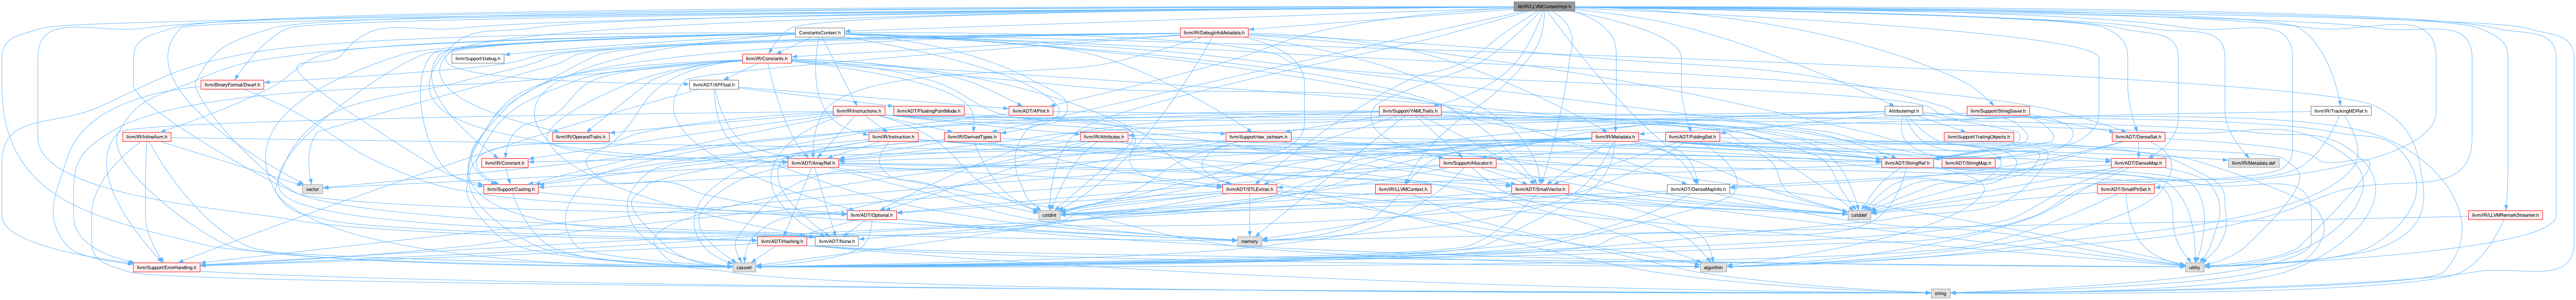 lib/IR/LLVMContextImpl.h
ConstantsContext.h
llvm/IR/DebugInfoMetadata.h
llvm/Support/Debug.h
llvm/IR/Constants.h
llvm/BinaryFormat/Dwarf.h
llvm/ADT/APFloat.h
llvm/IR/Instructions.h
llvm/ADT/FloatingPointMode.h
llvm/ADT/APInt.h
llvm/Support/YAMLTraits.h
AttributeImpl.h
llvm/Support/StringSaver.h
llvm/IR/TrackingMDRef.h
llvm/IR/InlineAsm.h
llvm/IR/OperandTraits.h
llvm/IR/Instruction.h
llvm/IR/DerivedTypes.h
llvm/IR/Attributes.h
llvm/Support/raw_ostream.h
llvm/IR/Metadata.h
llvm/ADT/FoldingSet.h
llvm/Support/TrailingObjects.h
llvm/ADT/DenseSet.h
llvm/IR/Constant.h
llvm/ADT/ArrayRef.h
llvm/Support/Allocator.h
llvm/ADT/StringRef.h
llvm/ADT/StringMap.h
llvm/ADT/DenseMap.h
llvm/IR/Metadata.def
vector
llvm/Support/Casting.h
llvm/ADT/STLExtras.h
llvm/IR/LLVMContext.h
llvm/ADT/SmallVector.h
llvm/ADT/DenseMapInfo.h
llvm/ADT/SmallPtrSet.h
llvm/ADT/Optional.h
cstdint
cstddef
llvm/IR/LLVMRemarkStreamer.h
llvm/ADT/Hashing.h
llvm/ADT/None.h
memory
llvm/Support/ErrorHandling.h
cassert
algorithm
utility
string